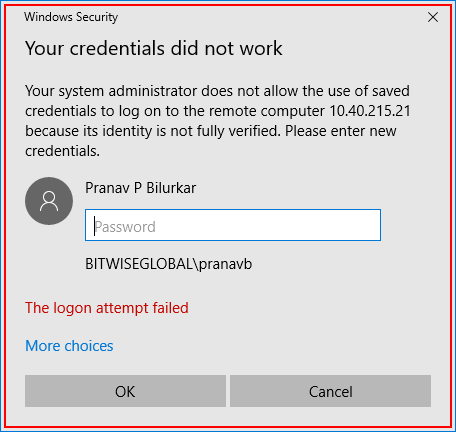 Windows Security
Your credentials did not work
Your system administrator does not allow the use of saved
credentials to log on to the remote computer 10.40.215.21
because its identity is not fully verified. Please enter new
credentials.
Pranav P Bilurkar
Password
BITWISEGLOBAL\pranavb
The logon attempt failed
More choices
OK
Cancel